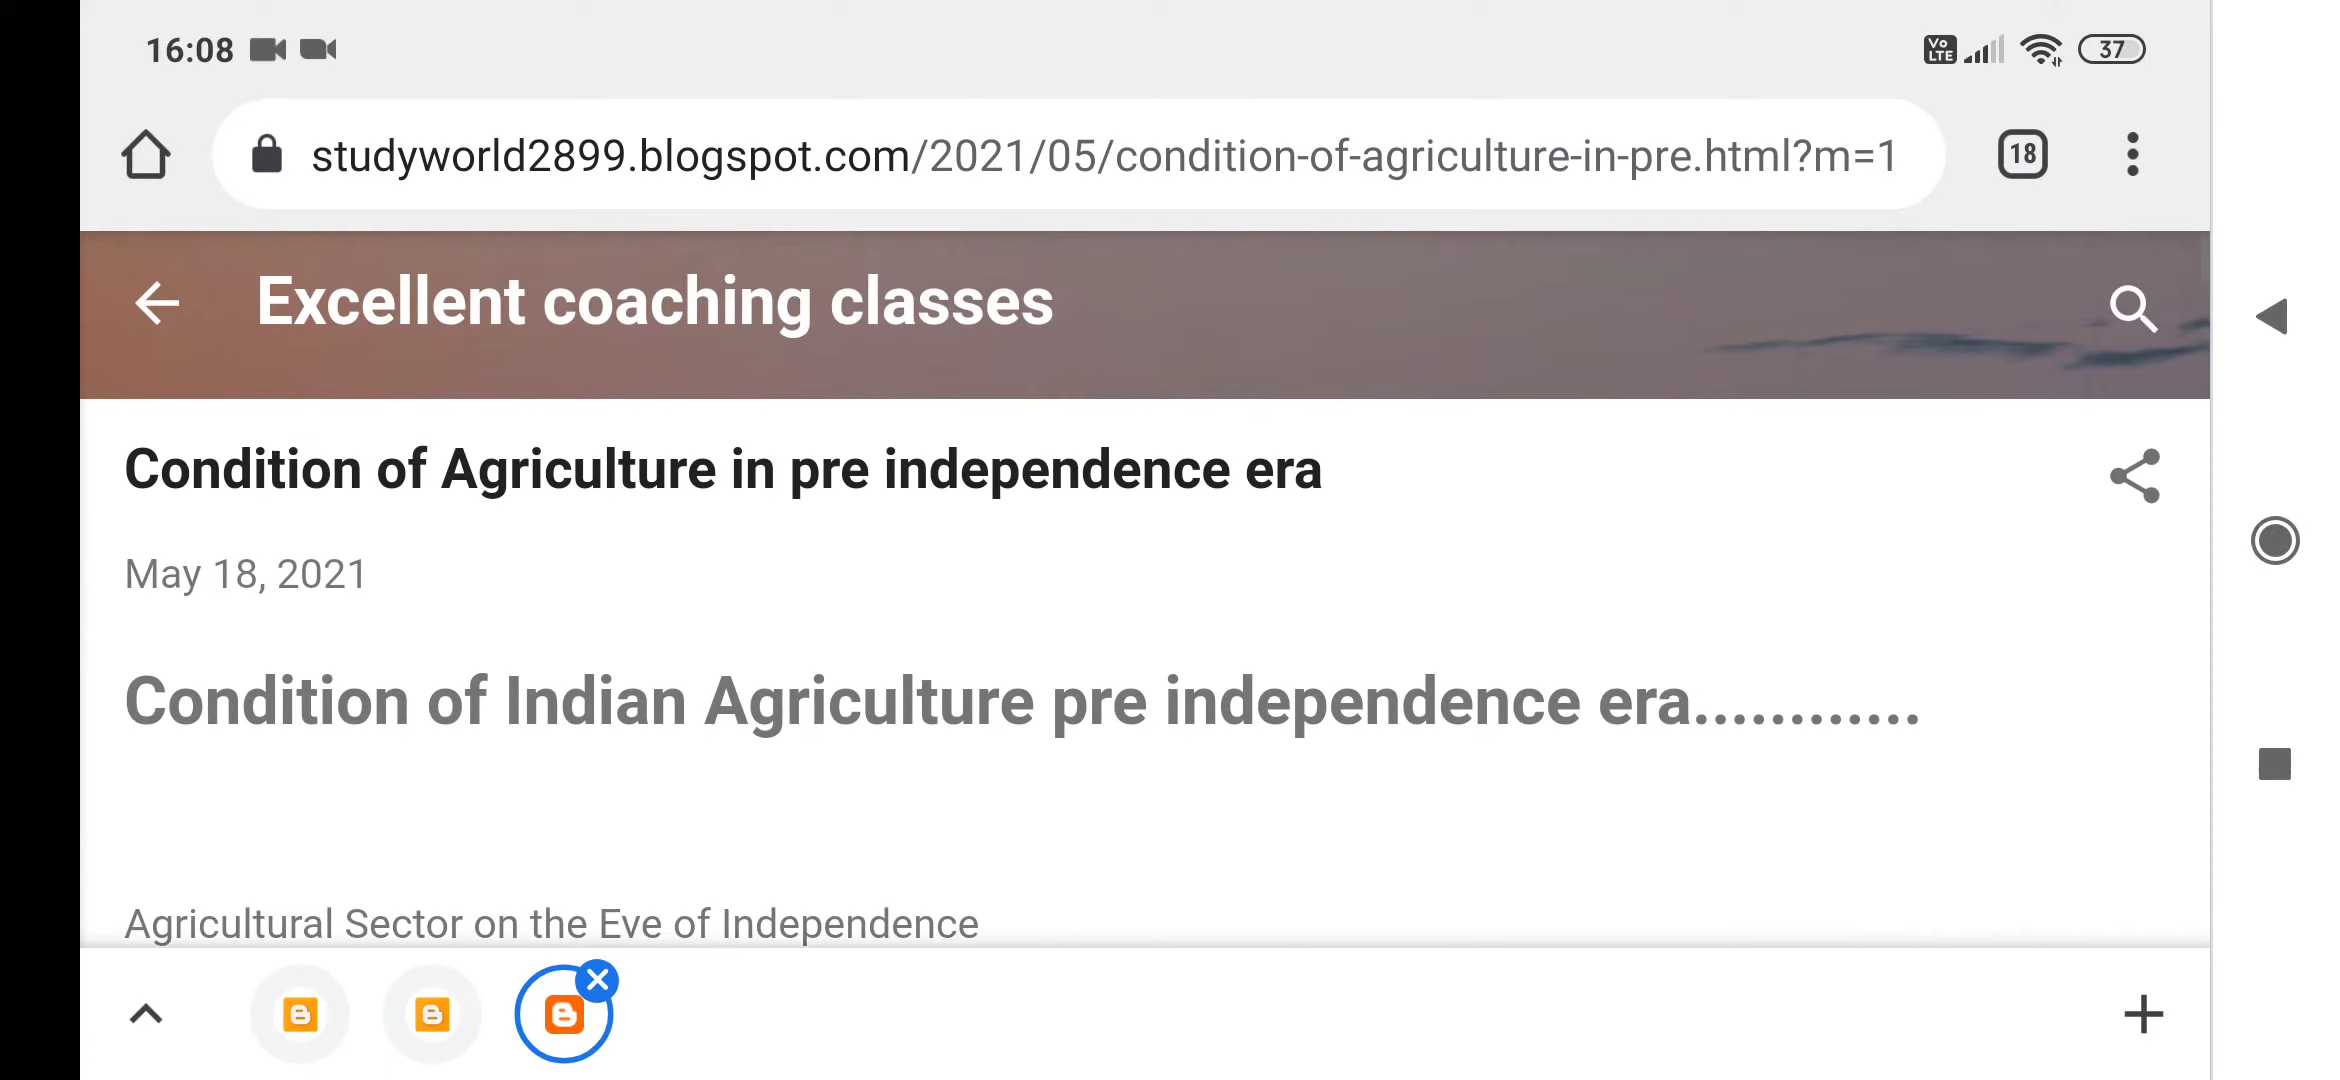 16:08
Vo LTE
37
studyworld2899.blogspot.com/2021/05/condition-of-agriculture-in-pre.html?m=1
18
Excellent coaching classes
Condition of Agriculture in pre independence era
May 18, 2021
Condition of Indian Agriculture pre independence era............
Agricultural Sector on the Eve of Independence